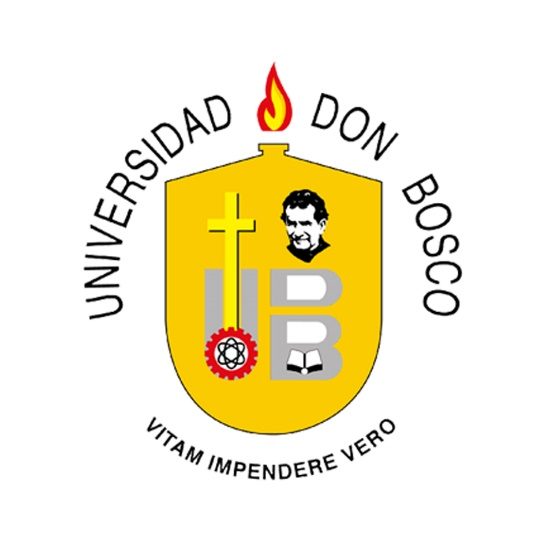 UNIVERSIDAD DON BOSCO
UDB
VITAM IMPENDERE VERO